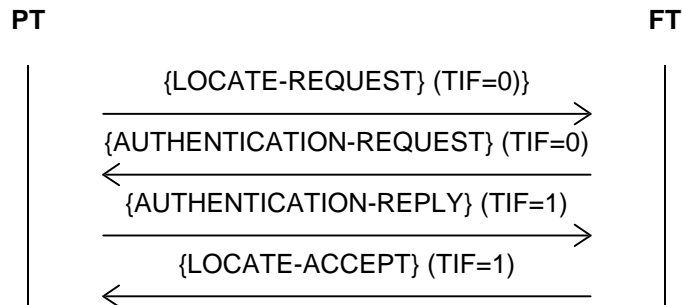 PT FT
{LOCATE-REQUEST} (TIF=0)}
{AUTHENTICATION-REQUEST} (TIF=0)
{AUTHENTICATION-REPLY} (TIF=1)
{LOCATE-ACCEPT} (TIF=1)